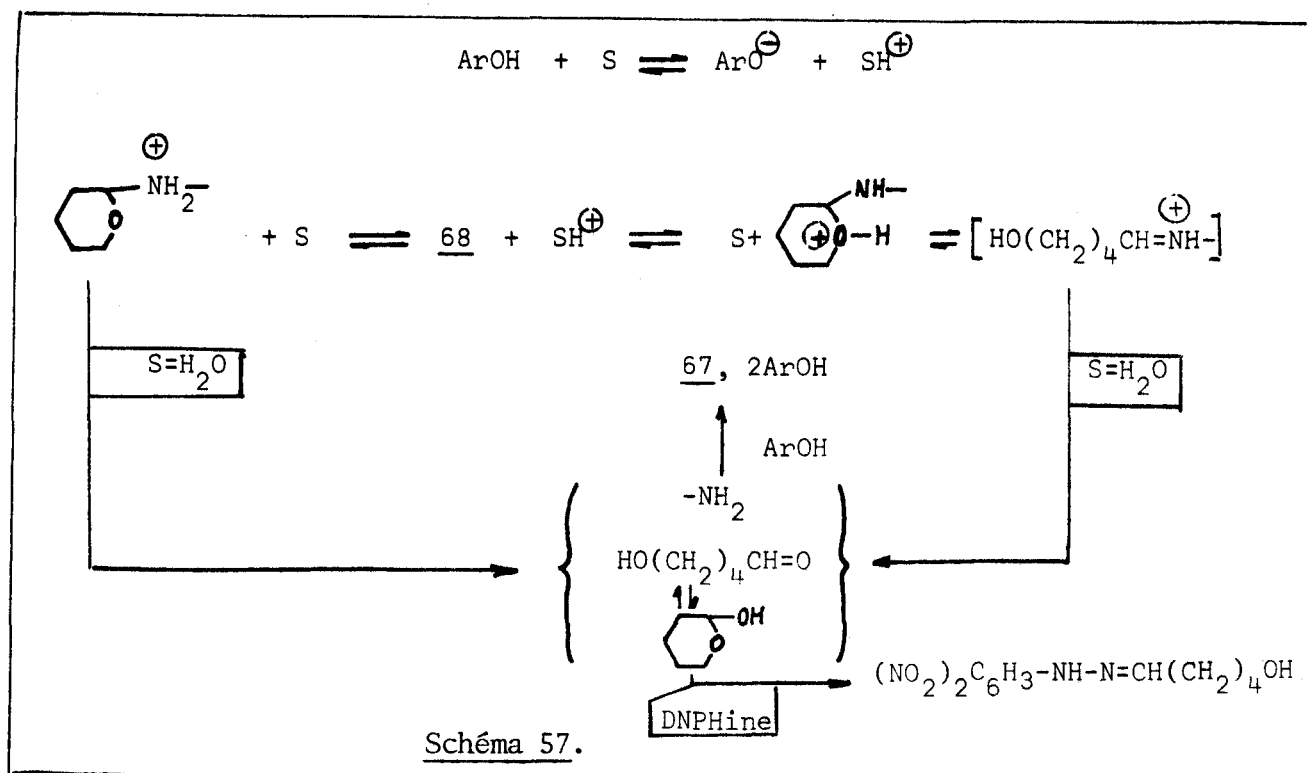 ArOH + S ⇌ ArO⊖ + SH⊕
⊕
NH2—
O
+ S ⇌ 68 + SH⊕ ⇌ S+ ⊕O—H NH— ⇌ [HO(CH2)4CH=NH-]⊕
S=H2O
67, 2ArOH
S=H2O
ArOH
-NH2
HO(CH2)4CH=O
⇅
OH
O
(NO2)2C6H3-NH-N=CH(CH2)4OH
DNPHine
Schéma 57.